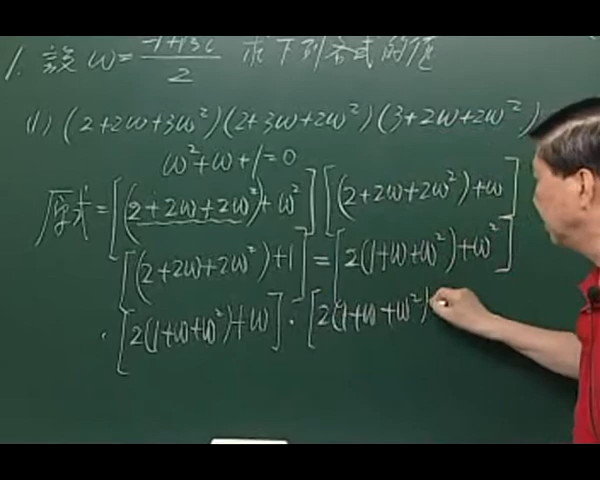 1. 設 ω = (-1+√3i)/2 求下列各式的值
(1) (2+2ω+3ω²)(2+3ω+2ω²)(3+2ω+2ω²)
ω²+ω+1=0
原式 = [(2+2ω+2ω²)+ω²][(2+2ω+2ω²)+ω]
[(2+2ω+2ω²)+1] = [2(1+ω+ω²)+ω²]
·[2(1+ω+ω²)+ω]·[2(1+ω+ω²)